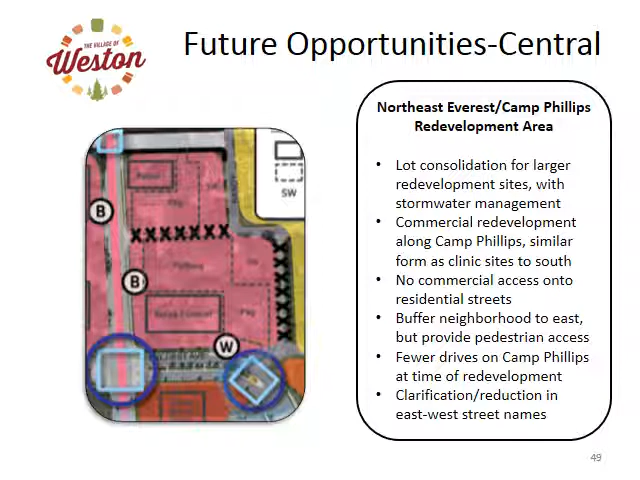 THE VILLAGE OF
Weston
Future Opportunities-Central
Northeast Everest/Camp Phillips
Redevelopment Area
• Lot consolidation for larger
redevelopment sites, with
stormwater management
• Commercial redevelopment
along Camp Phillips, similar
form as clinic sites to south
• No commercial access onto
residential streets
• Buffer neighborhood to east,
but provide pedestrian access
• Fewer drives on Camp Phillips
at time of redevelopment
• Clarification/reduction in
east-west street names
SW
B
B
W
49